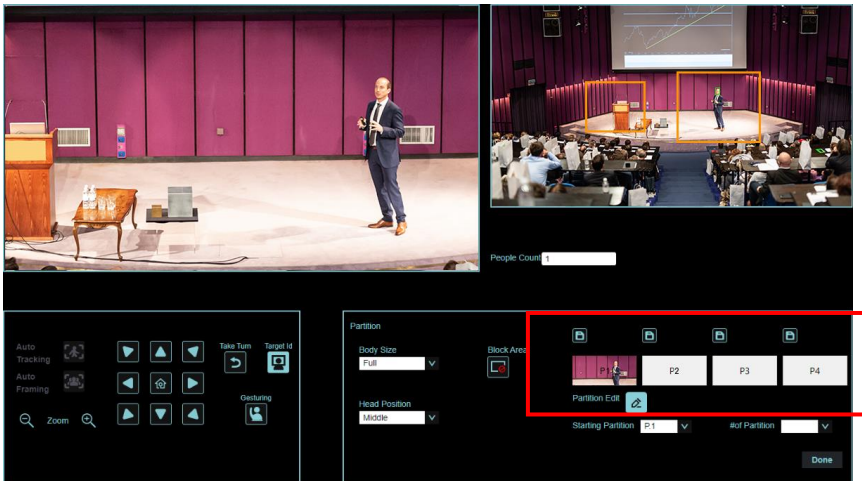 People Count 1
Auto Tracking
Auto Framing
Zoom
Take Turn
Target Id
Gesturing
Partition
Body Size
Full
Head Position
Middle
Block Area
P1
P2
P3
P4
Partition Edit
Starting Partition P.1
#of Partition
Done